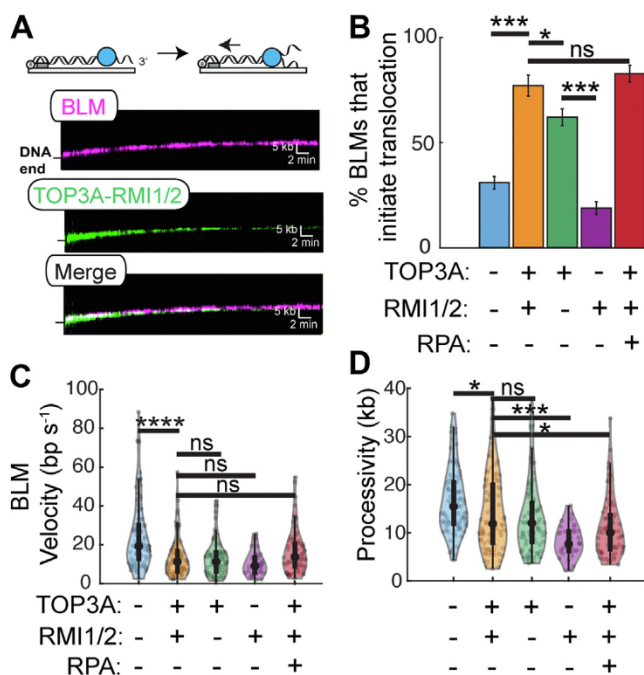 A
3'
BLM
DNA
end
5 kb
2 min
TOP3A-RMI1/2
5 kb
2 min
Merge
5 kb
2 min
B
% BLMs that
initiate translocation
100
50
0
***
*
ns
***
TOP3A: - + + - +
RMI1/2: - + - + +
RPA: - - - - +
C
BLM
Velocity (bp s⁻¹)
100
80
60
40
20
0
****
ns
ns
ns
TOP3A: - + + - +
RMI1/2: - + - + +
RPA: - - - - +
D
Processivity (kb)
40
30
20
10
0
*
ns
***
*
- + + - +
- + - + +
- - - - +